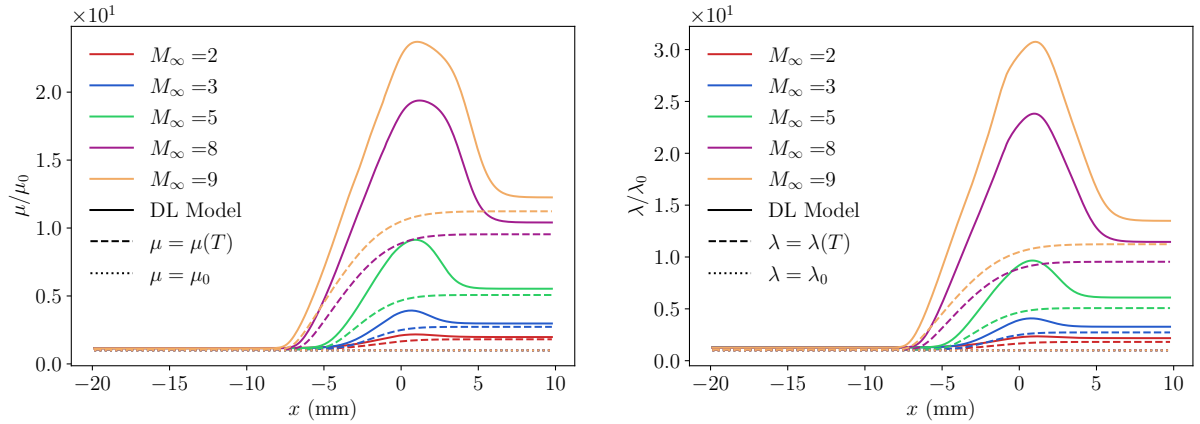 ×10¹
2.0
1.5
1.0
0.5
0.0
μ/μ₀
M∞ =2
M∞ =3
M∞ =5
M∞ =8
M∞ =9
DL Model
μ = μ(T)
μ = μ₀
−20 −15 −10 −5 0 5 10
x (mm)
×10¹
3.0
2.5
2.0
1.5
1.0
0.5
0.0
λ/λ₀
M∞ =2
M∞ =3
M∞ =5
M∞ =8
M∞ =9
DL Model
λ = λ(T)
λ = λ₀
−20 −15 −10 −5 0 5 10
x (mm)